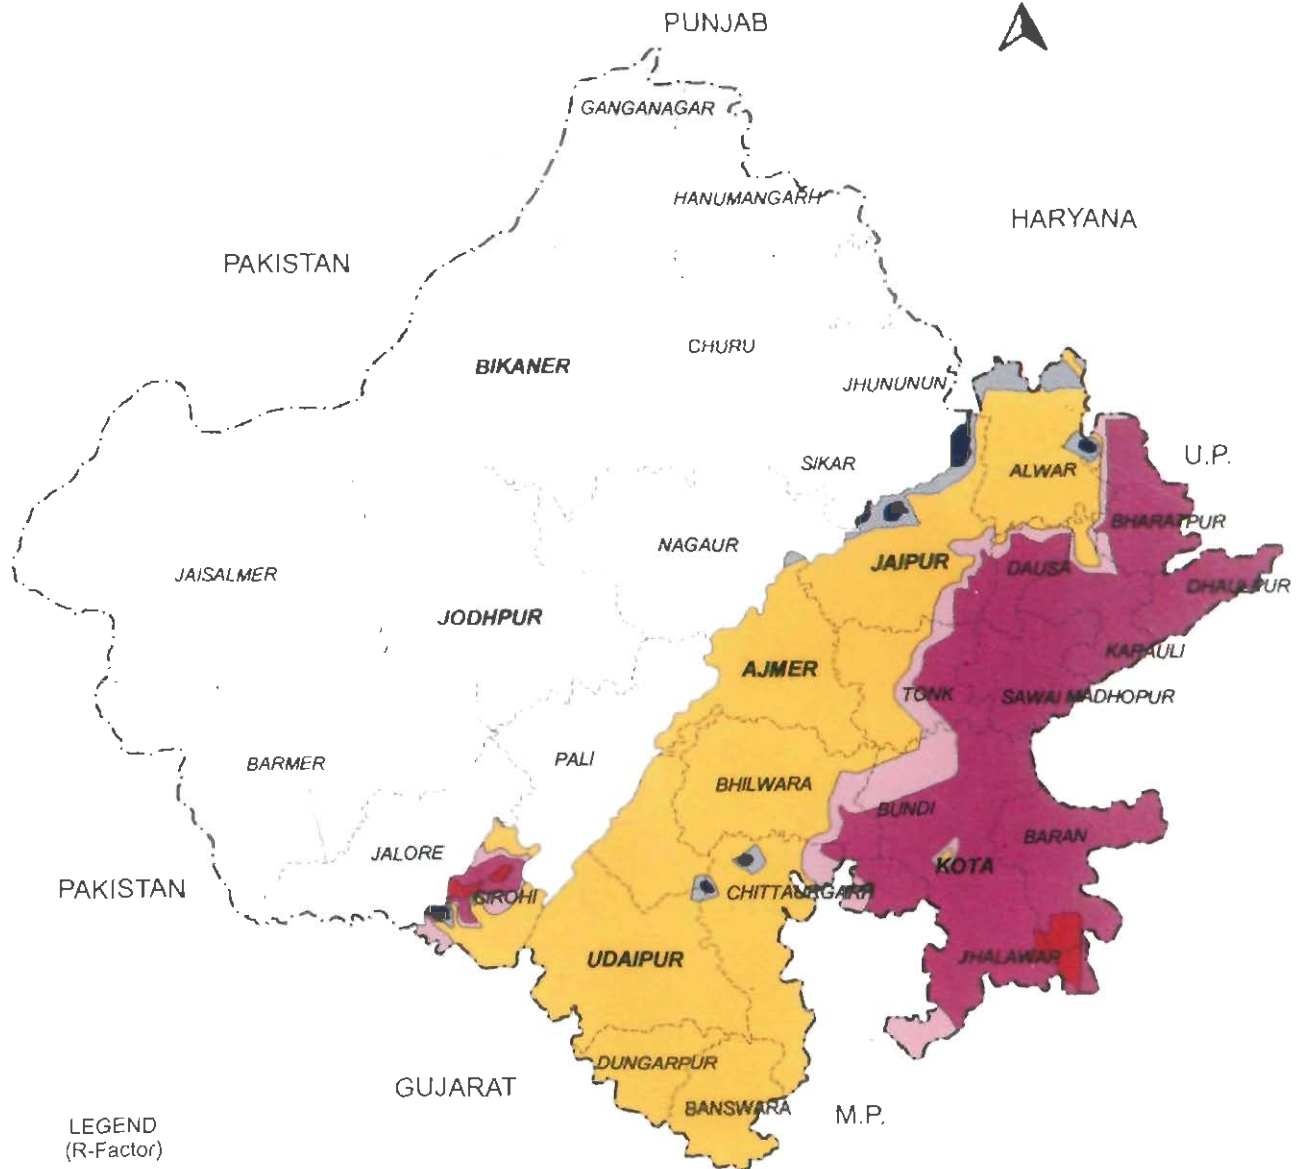 PUNJAB
GANGANAGAR
HANUMANGARH
HARYANA
PAKISTAN
CHURU
BIKANER
JHUNUNUN
U.P.
SIKAR
ALWAR
BHARATPUR
NAGAUR
JAIPUR
DAUSA
JAISALMER
DHAULPUR
JODHPUR
KARAULI
AJMER
TONK
SAWAI MADHOPUR
PALI
BARMER
BHILWARA
BUNDI
BARAN
JALORE
KOTA
PAKISTAN
SIROHI
CHITTAURGARH
UDAIPUR
JHALAWAR
DUNGARPUR
GUJARAT
BANSWARA
M.P.
LEGEND
(R-Factor)